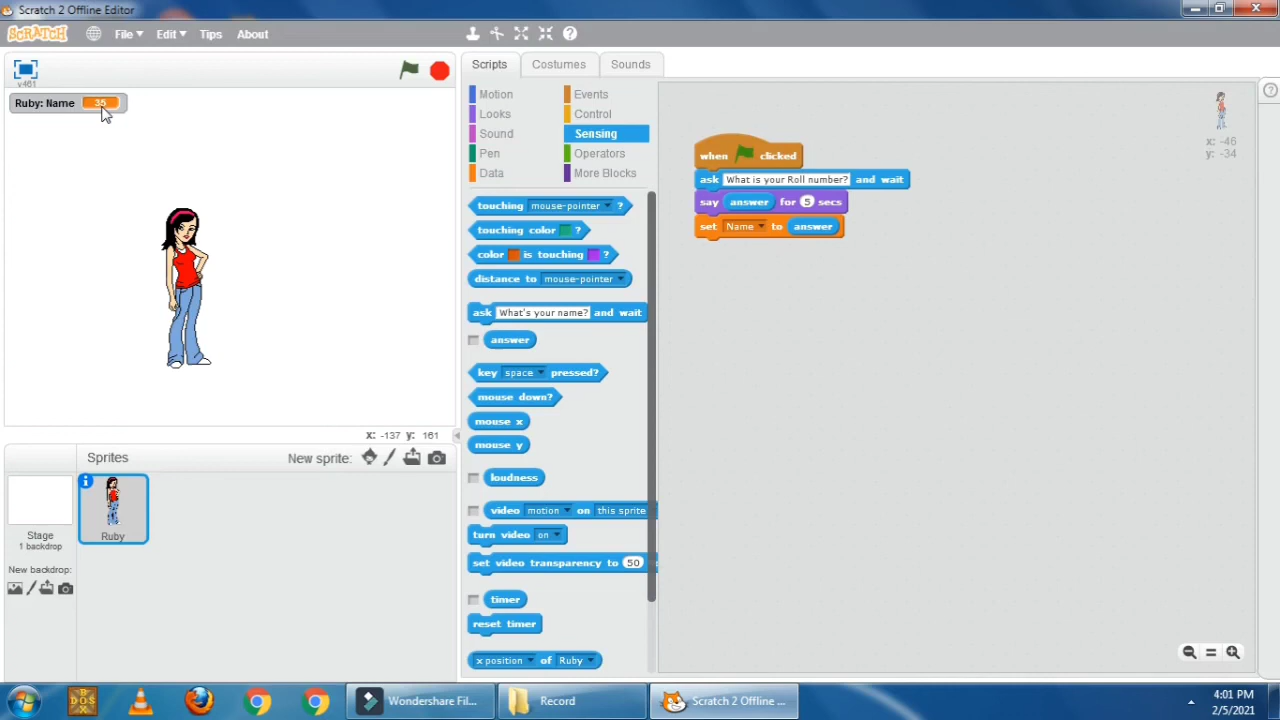 Scratch 2 Offline Editor
SCRATCH File Edit Tips About
v461
Ruby: Name 35
x: -137 y: 161
Sprites New sprite:
Stage
1 backdrop
New backdrop:
Ruby
Scripts Costumes Sounds
Motion Events
Looks Control
Sound Sensing
Pen Operators
Data More Blocks
touching mouse-pointer ?
touching color ?
color is touching ?
distance to mouse-pointer
ask What's your name? and wait
answer
key space pressed?
mouse down?
mouse x
mouse y
loudness
video motion on this sprite
turn video on
set video transparency to 50
timer
reset timer
x position of Ruby
when clicked
ask What is your Roll number? and wait
say answer for 5 secs
set Name to answer
x: -46
y: -34
Wondershare Fil... Record Scratch 2 Offline ...
4:01 PM
2/5/2021